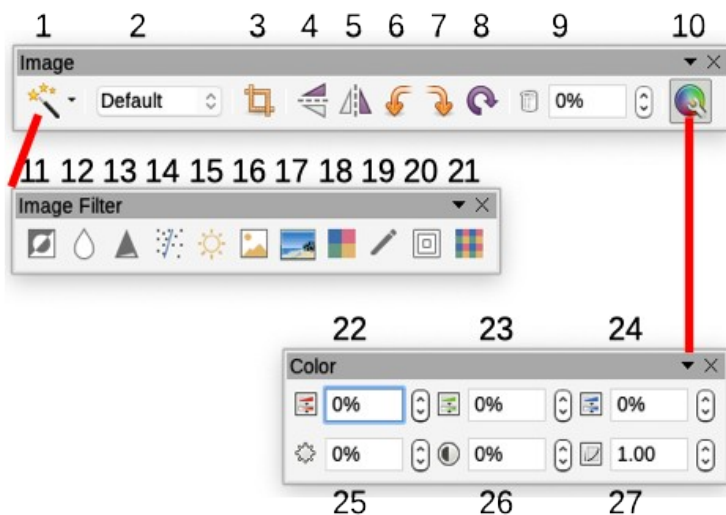 1 2 3 4 5 6 7 8 9 10
Image
Default 0%
11 12 13 14 15 16 17 18 19 20 21
Image Filter
22 23 24
Color
0% 0% 0%
0% 0% 1.00
25 26 27